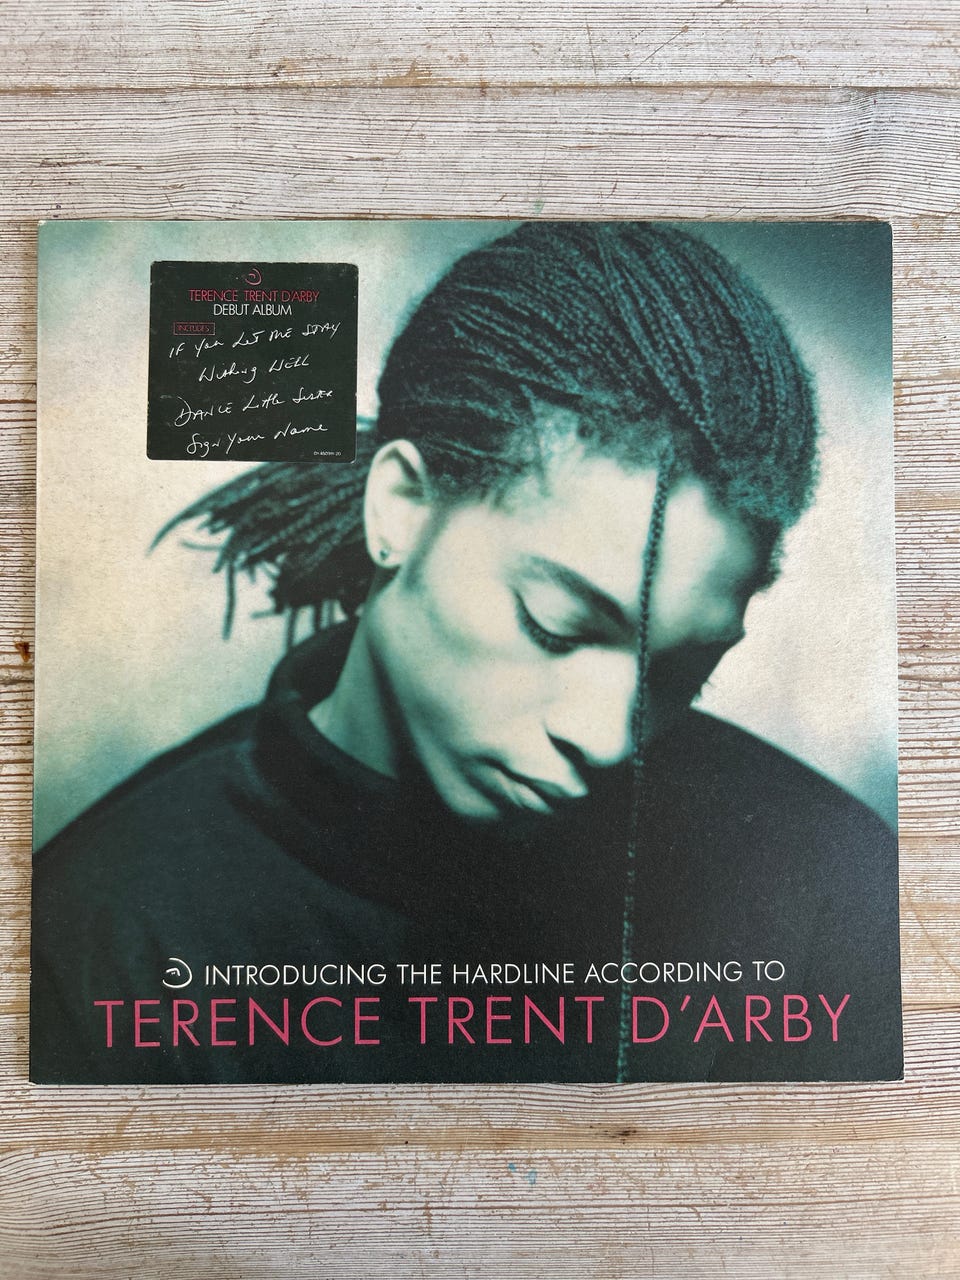 TERENCE TRENT D'ARBY
DEBUT ALBUM
INCLUDES
If You Let Me Stay
Wishing Well
Dance Little Sister
Sign Your Name
INTRODUCING THE HARDLINE ACCORDING TO
TERENCE TRENT D'ARBY